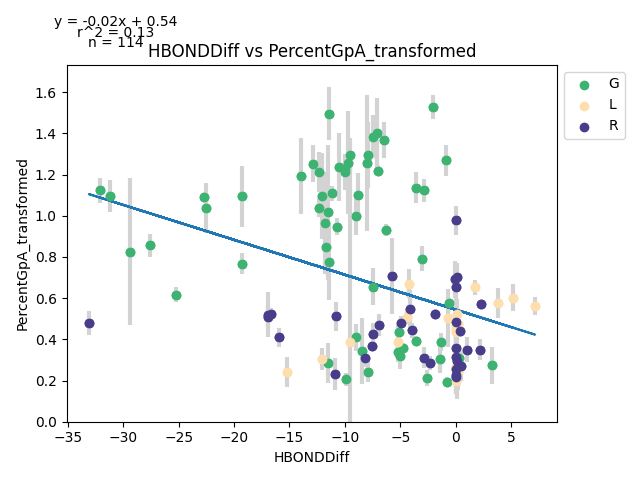 y = -0.02x + 0.54
r^2 = 0.13
n = 114
HBONDDiff vs PercentGpA_transformed
G
L
R
PercentGpA_transformed
1.6
1.4
1.2
1.0
0.8
0.6
0.4
0.2
0.0
−35 −30 −25 −20 −15 −10 −5 0 5
HBONDDiff